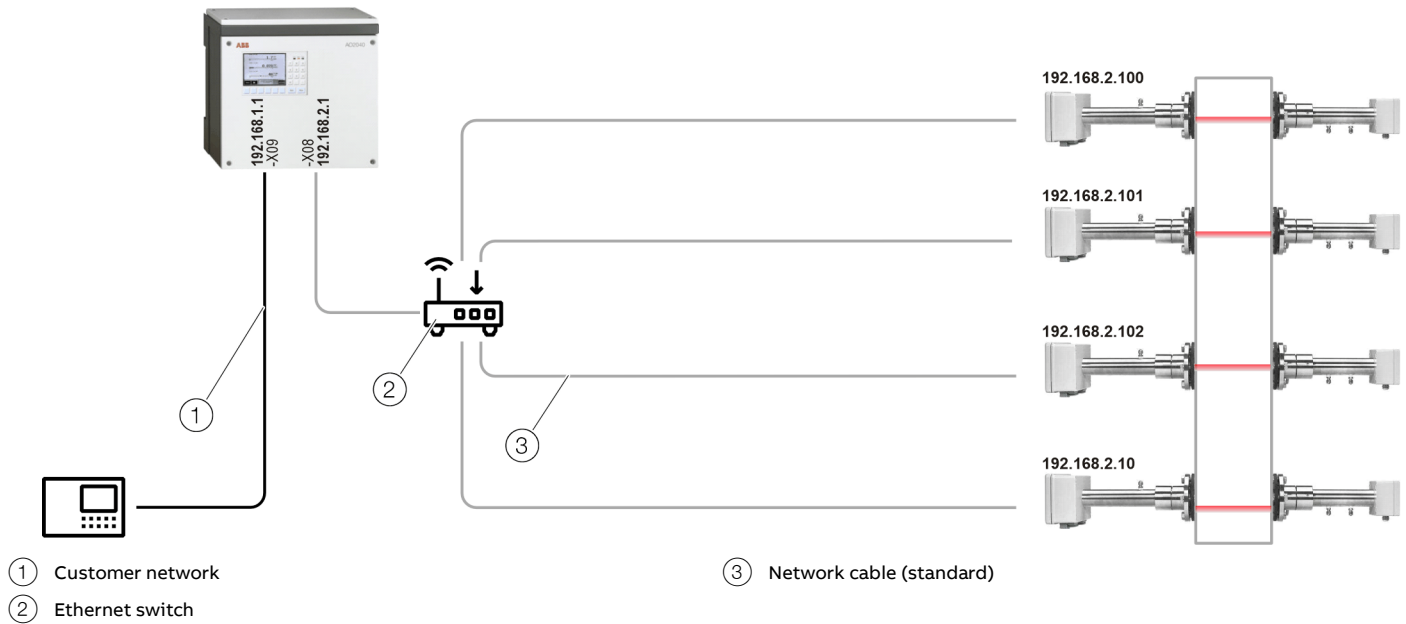 ABB
192.168.1.1
-X09
-X08
192.168.2.1
192.168.2.100
192.168.2.101
192.168.2.102
192.168.2.10
1
2
3
1 Customer network
2 Ethernet switch
3 Network cable (standard)